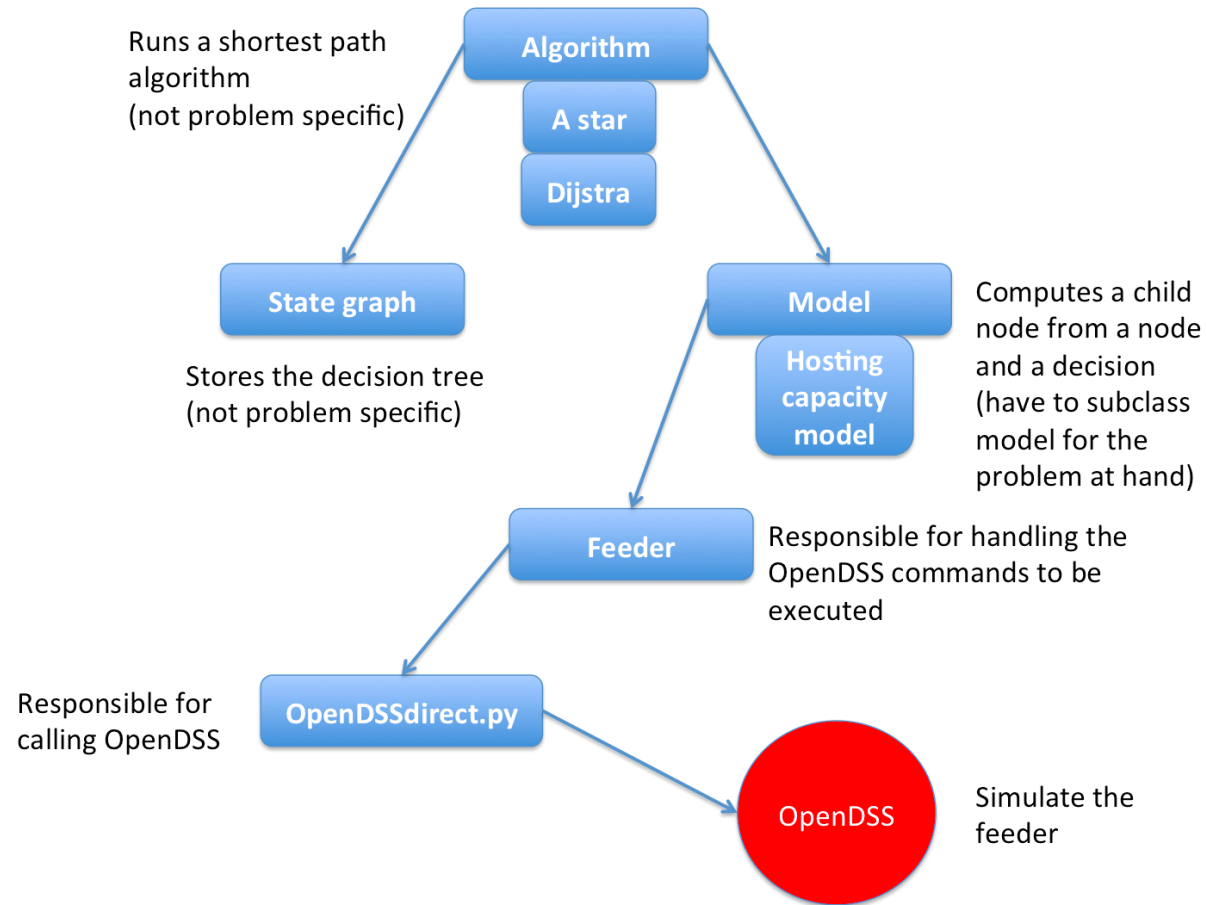 Runs a shortest path
algorithm
(not problem specific)
Algorithm
A star
Dijstra
State graph
Stores the decision tree
(not problem specific)
Model
Hosting
capacity
model
Computes a child
node from a node
and a decision
(have to subclass
model for the
problem at hand)
Feeder
Responsible for handling the
OpenDSS commands to be
executed
Responsible for
calling OpenDSS
OpenDSSdirect.py
OpenDSS
Simulate the
feeder